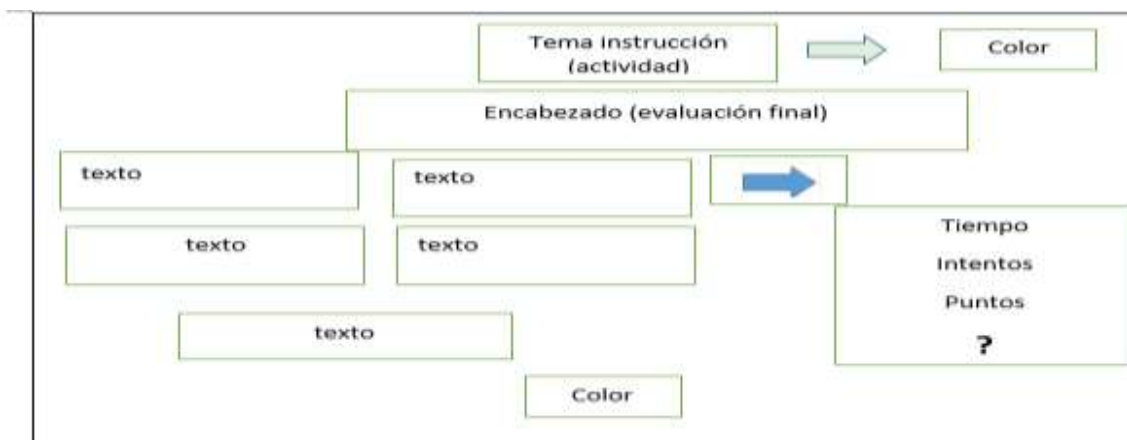 Tema instrucción
(actividad)
Color
Encabezado (evaluación final)
texto
texto
texto
texto
texto
Color
Tiempo
Intentos
Puntos
?